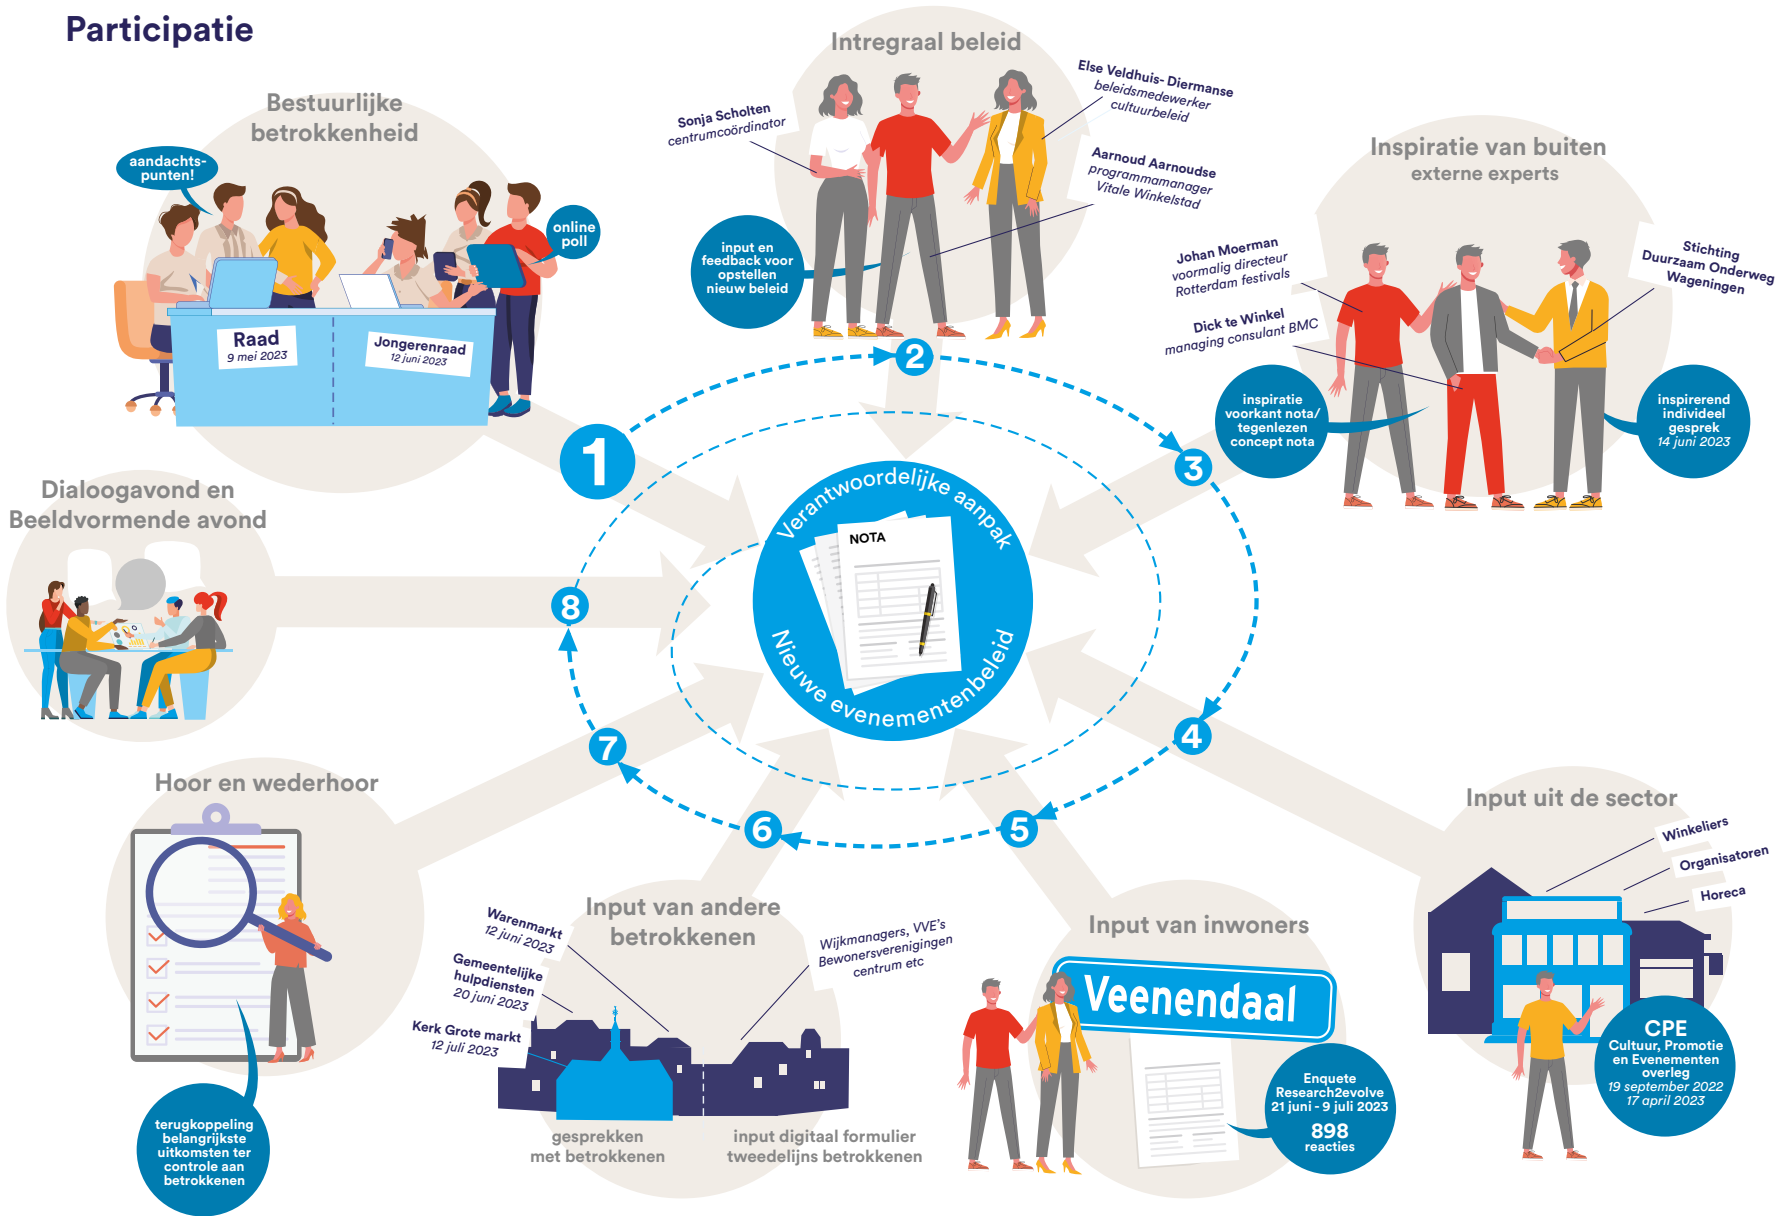 Participatie
Bestuurlijke
betrokkenheid
aandachts-
punten!
online
poll
Raad
9 mei 2023
Jongerenraad
12 juni 2023
1
Intregraal beleid
Sonja Scholten
centrumcoördinator
Else Veldhuis- Diermanse
beleidsmedewerker
cultuurbeleid
Aarnoud Aarnoudse
programmamanager
Vitale Winkelstad
input en
feedback voor
opstellen
nieuw beleid
2
Inspiratie van buiten
externe experts
Johan Moerman
voormalig directeur
Rotterdam festivals
Dick te Winkel
managing consulant BMC
Stichting
Duurzaam Onderweg
Wageningen
inspiratie
voorkant nota/
tegenlezen
concept nota
inspirerend
individeel
gesprek
14 juni 2023
3
Verantwoordelijke aanpak
NOTA
Nieuwe evenementenbeleid
4
Input uit de sector
Winkeliers
Organisatoren
Horeca
CPE
Cultuur, Promotie
en Evenementen
overleg
19 september 2022
17 april 2023
5
Input van inwoners
Veenendaal
Enquete
Research2evolve
21 juni - 9 juli 2023
898
reacties
6
Input van andere
betrokkenen
Warenmarkt
12 juni 2023
Gemeentelijke
hulpdiensten
20 juni 2023
Kerk Grote markt
12 juli 2023
Wijkmanagers, VVE's
Bewonersverenigingen
centrum etc
gesprekken
met betrokkenen
input digitaal formulier
tweedelijns betrokkenen
7
Hoor en wederhoor
terugkoppeling
belangrijkste
uitkomsten ter
controle aan
betrokkenen
8
Dialoogavond en
Beeldvormende avond